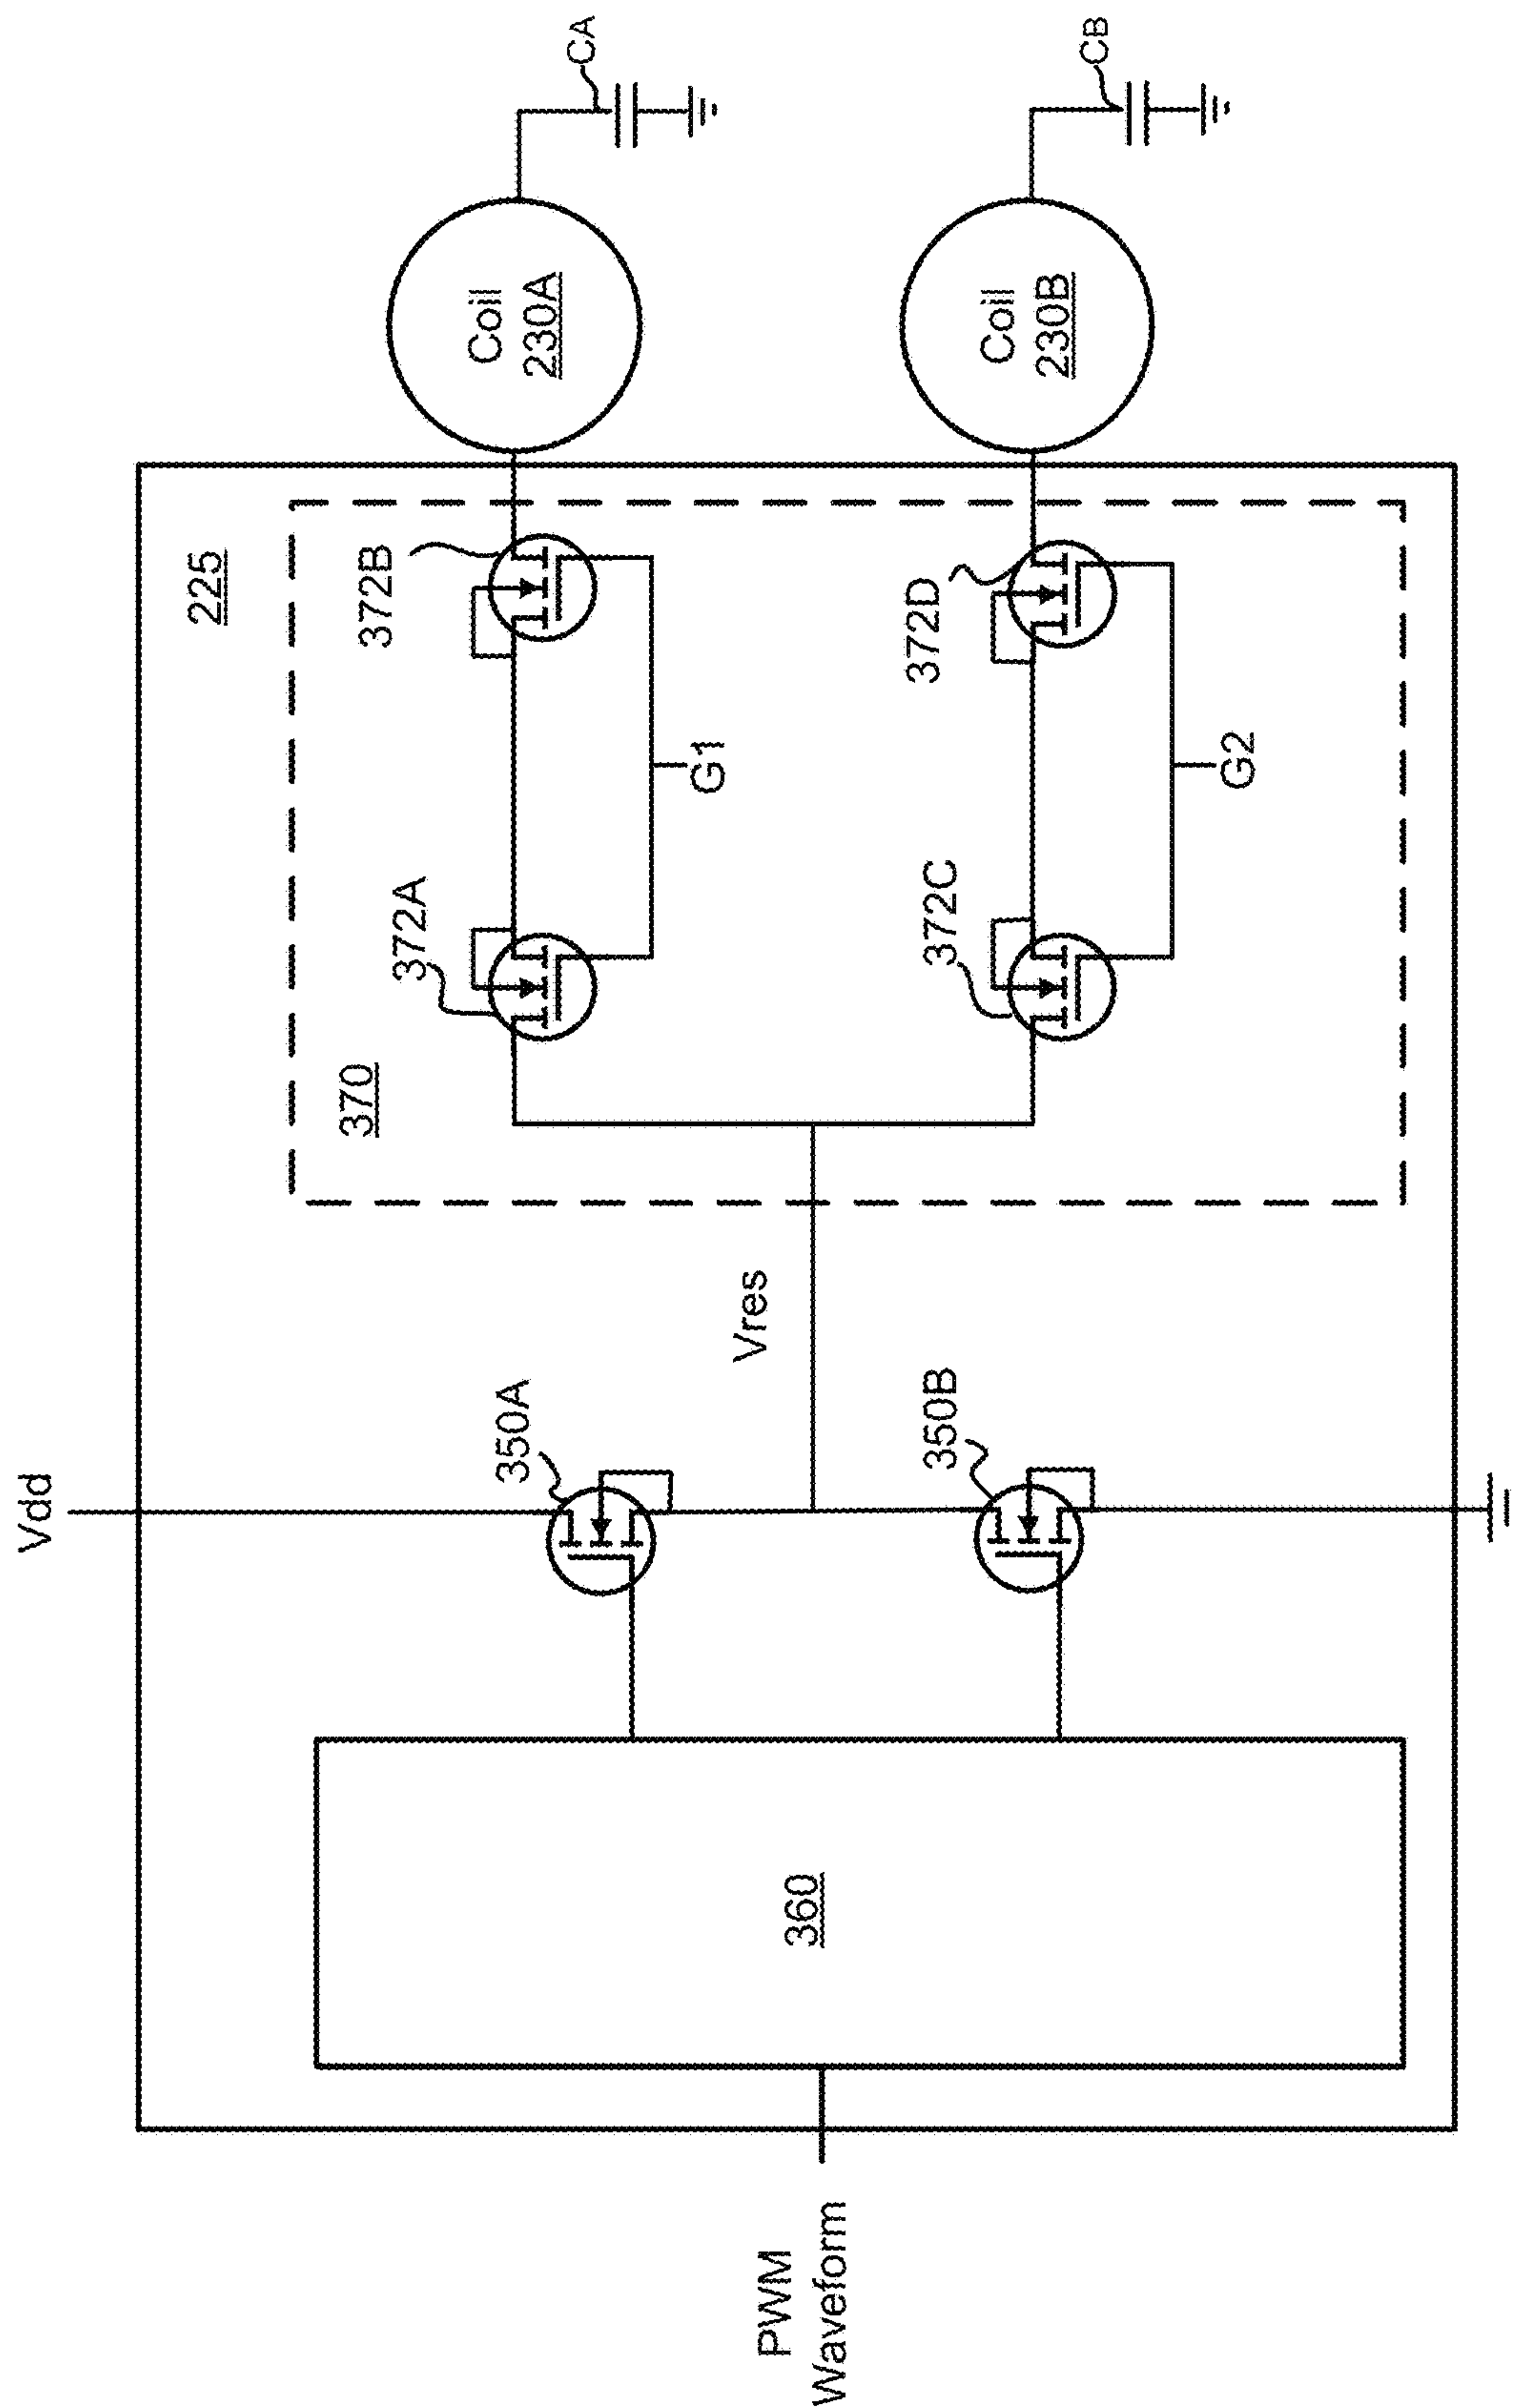 Vdd
225
370
372A
372B
CA
Coil
230A
G1
350A
Vres
372C
372D
CB
Coil
230B
G2
350B
360
PWM
Waveform